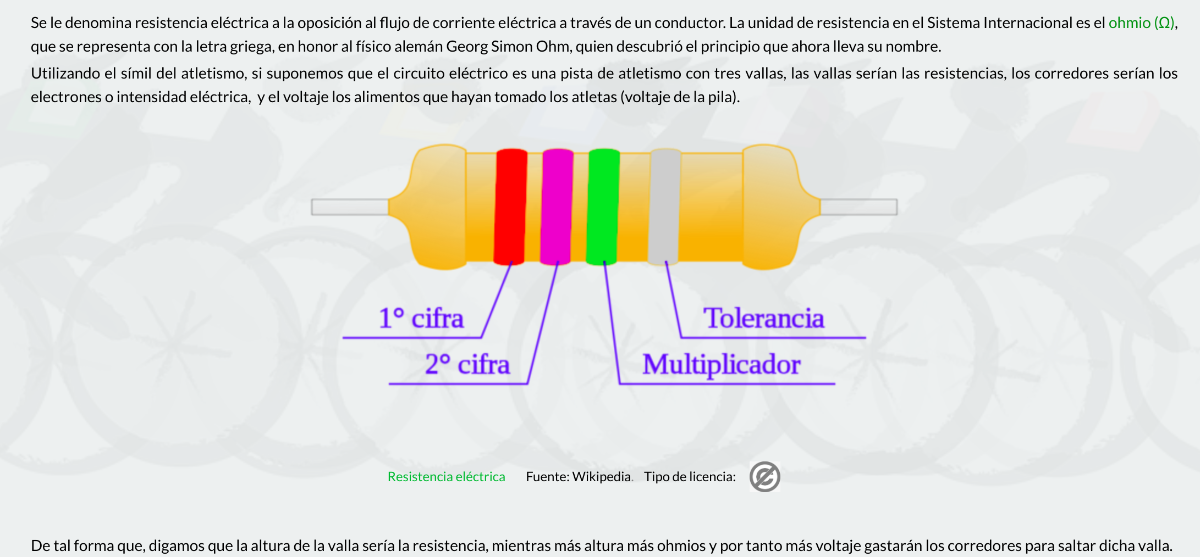 Se le denomina resistencia eléctrica a la oposición al flujo de corriente eléctrica a través de un conductor. La unidad de resistencia en el Sistema Internacional es el ohmio (Ω),
que se representa con la letra griega, en honor al físico alemán Georg Simon Ohm, quien descubrió el principio que ahora lleva su nombre.
Utilizando el símil del atletismo, si suponemos que el circuito eléctrico es una pista de atletismo con tres vallas, las vallas serían las resistencias, los corredores serían los
electrones o intensidad eléctrica, y el voltaje los alimentos que hayan tomado los atletas (voltaje de la pila).
1° cifra
Tolerancia
2° cifra
Multiplicador
Resistencia eléctrica Fuente: Wikipedia. Tipo de licencia:
De tal forma que, digamos que la altura de la valla sería la resistencia, mientras más altura más ohmios y por tanto más voltaje gastarán los corredores para saltar dicha valla.